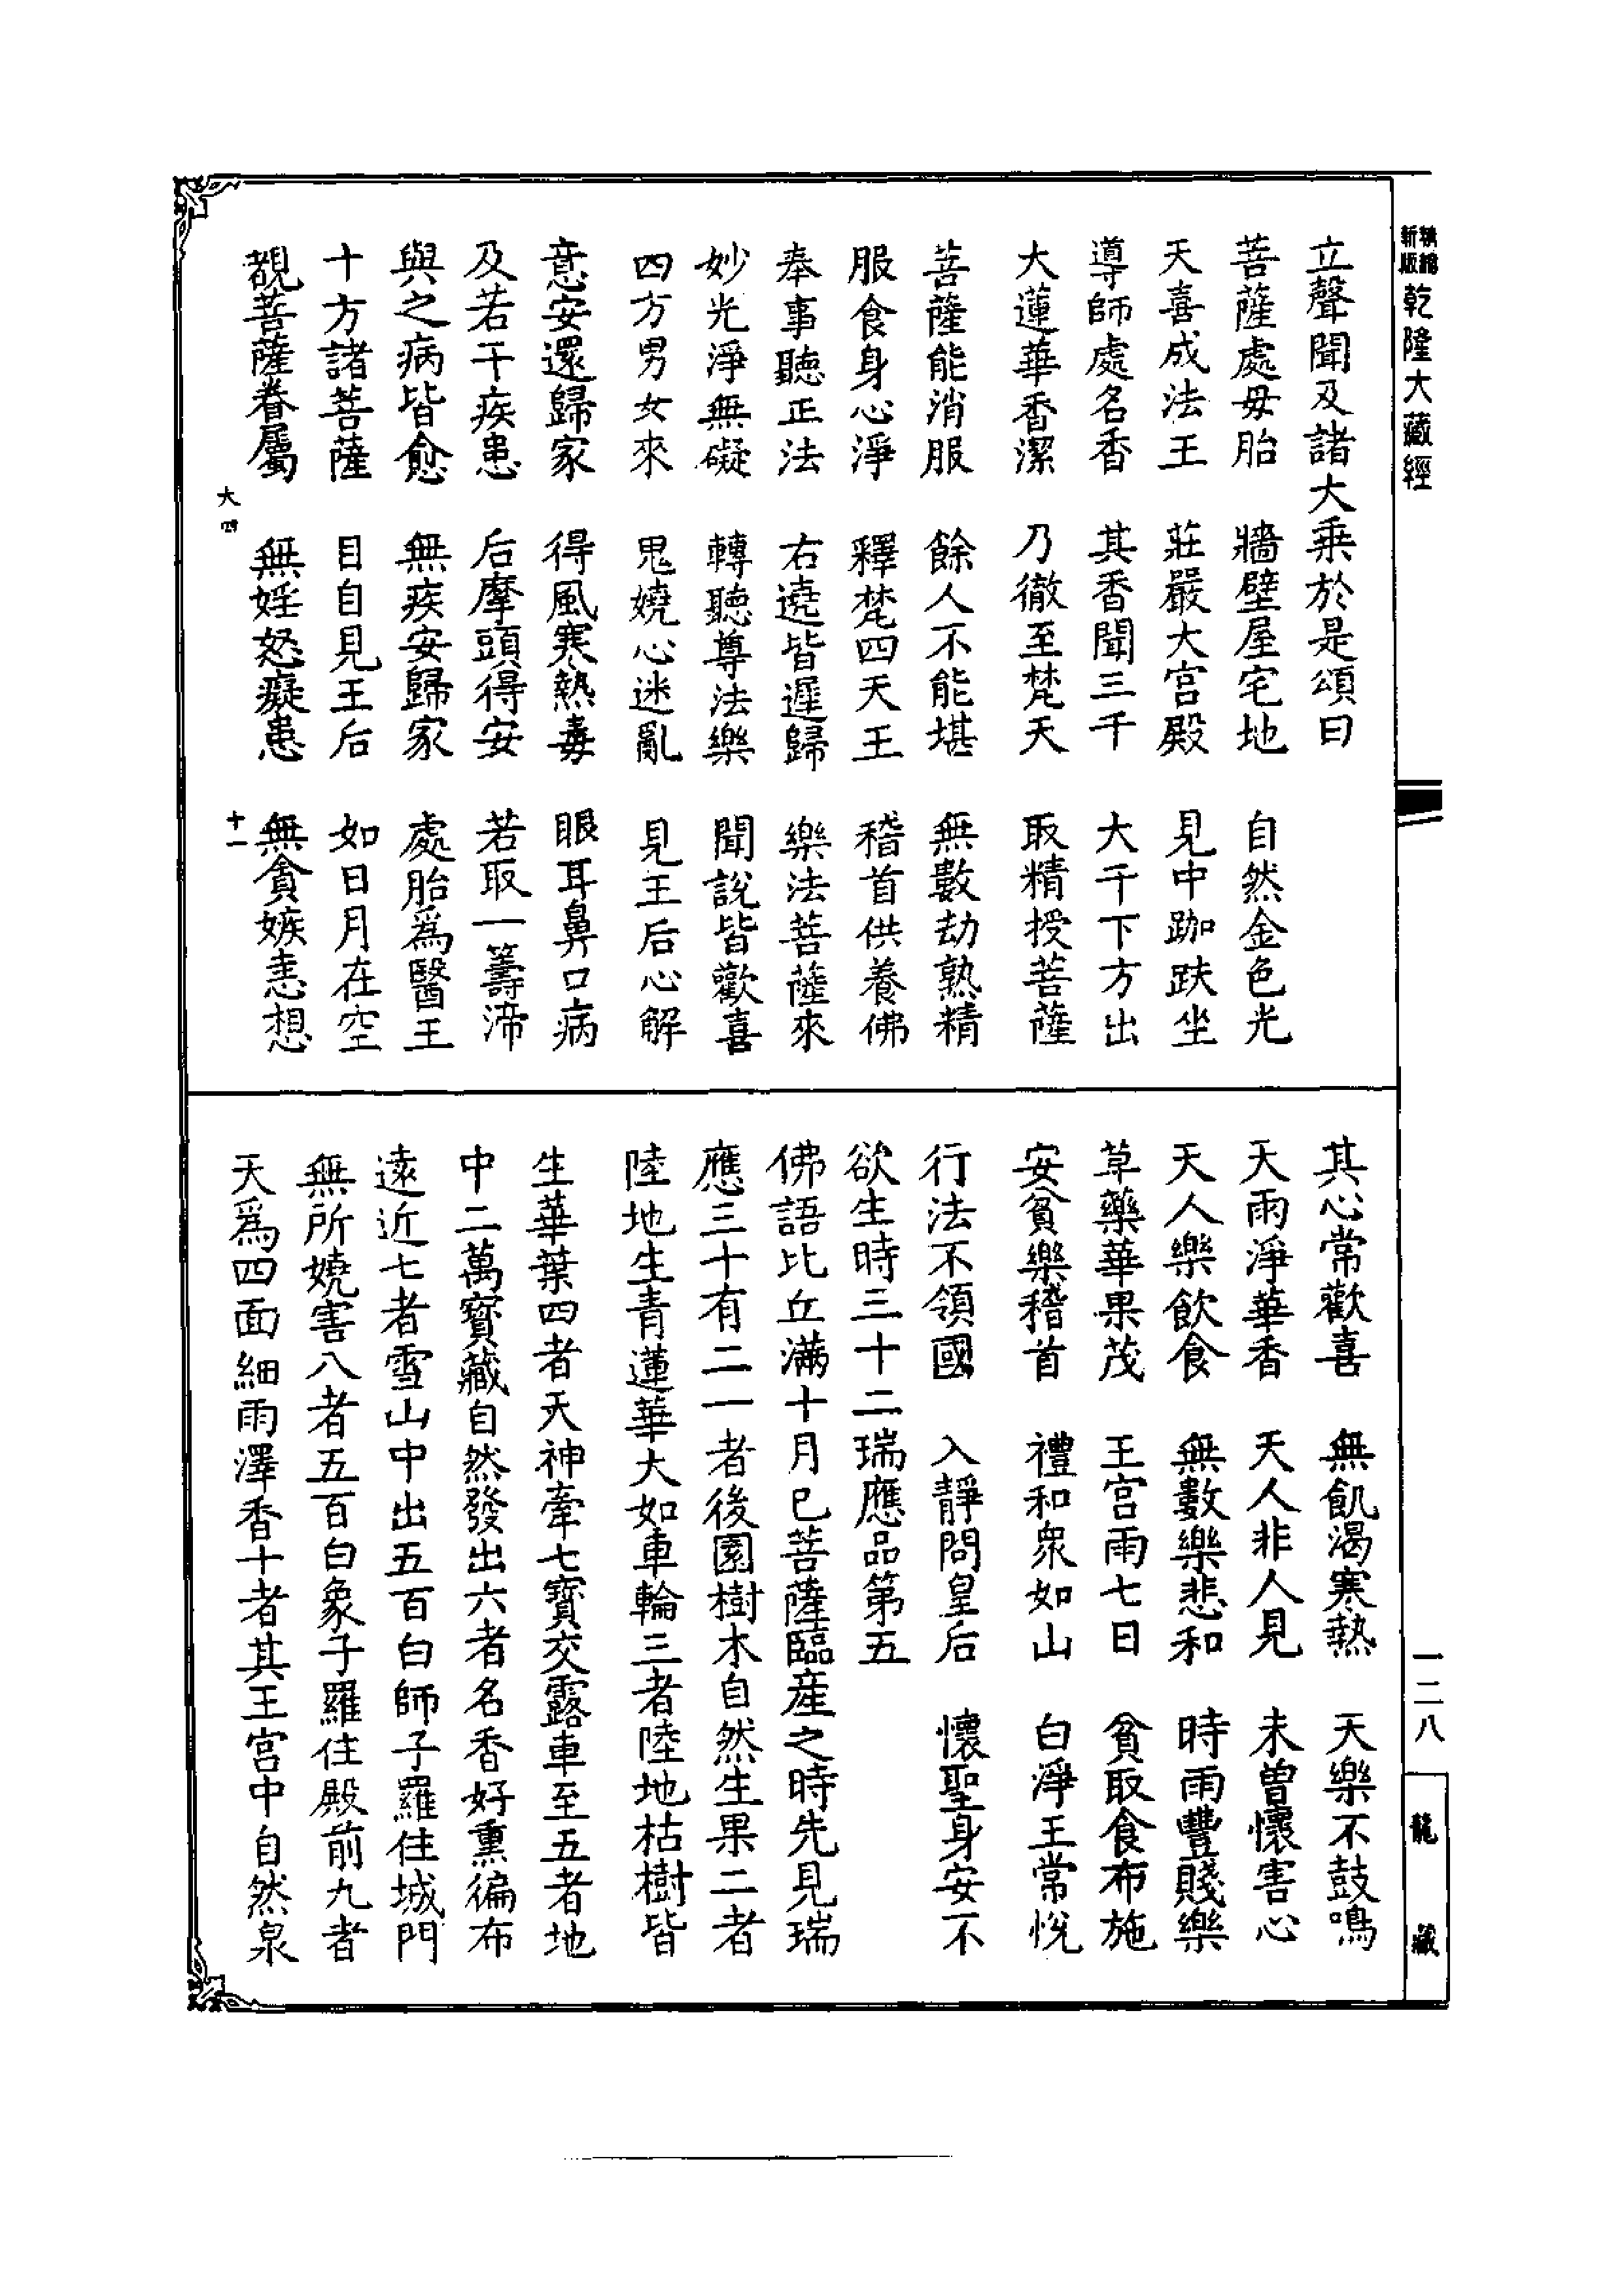 新版精縮乾隆大藏經
立聲聞及諸大乘於是頌曰
菩薩處母胎　牆壁屋宅地　自然金色光
天喜成法王　莊嚴大宮殿　見中跏趺坐
導師處名香　其香聞三千　大千下方出
大蓮華香潔　乃徹至梵天　取精授菩薩
菩薩能消服　餘人不能堪　無數劫熟精
服食身心淨　釋梵四天王　稽首供養佛
奉事聽正法　右遶皆遲歸　樂法菩薩來
妙光淨無礙　轉聽尊法樂　聞說皆歡喜
四方男女來　鬼嬈心迷亂　見王后心解
意安還歸家　得風寒熱毒　眼耳鼻口病
及若干疾患　后摩頭得安　若取一籌渧
與之病皆愈　無疾安歸家　處胎為醫王
十方諸菩薩　目自見王后　如日月在空
覩菩薩眷屬　無婬怒癡患　無貪嫉恚想
大四　十一
其心常歡喜　無飢渴寒熱　天樂不鼓鳴
天雨淨華香　天人非人見　未曾懷害心
天人樂飲食　無數樂悲和　時雨豐賤樂
草藥華果茂　王宮雨七日　貧取食布施
安貧樂稽首　禮和眾如山　白淨王常悅
行法不領國　入靜問皇后　懷聖身安不
欲生時三十二瑞應品第五
佛語比丘滿十月已菩薩臨產之時先見瑞
應三十有二一者後園樹木自然生果二者
陸地生青蓮華大如車輪三者陸地枯樹皆
生華葉四者天神牽七寶交露車至五者地
中二萬寶藏自然發出六者名香好熏徧布
遠近七者雪山中出五百白師子羅住城門
無所嬈害八者五百白象子羅住殿前九者
天為四面細雨澤香十者其王宮中自然泉
一二八
龍藏